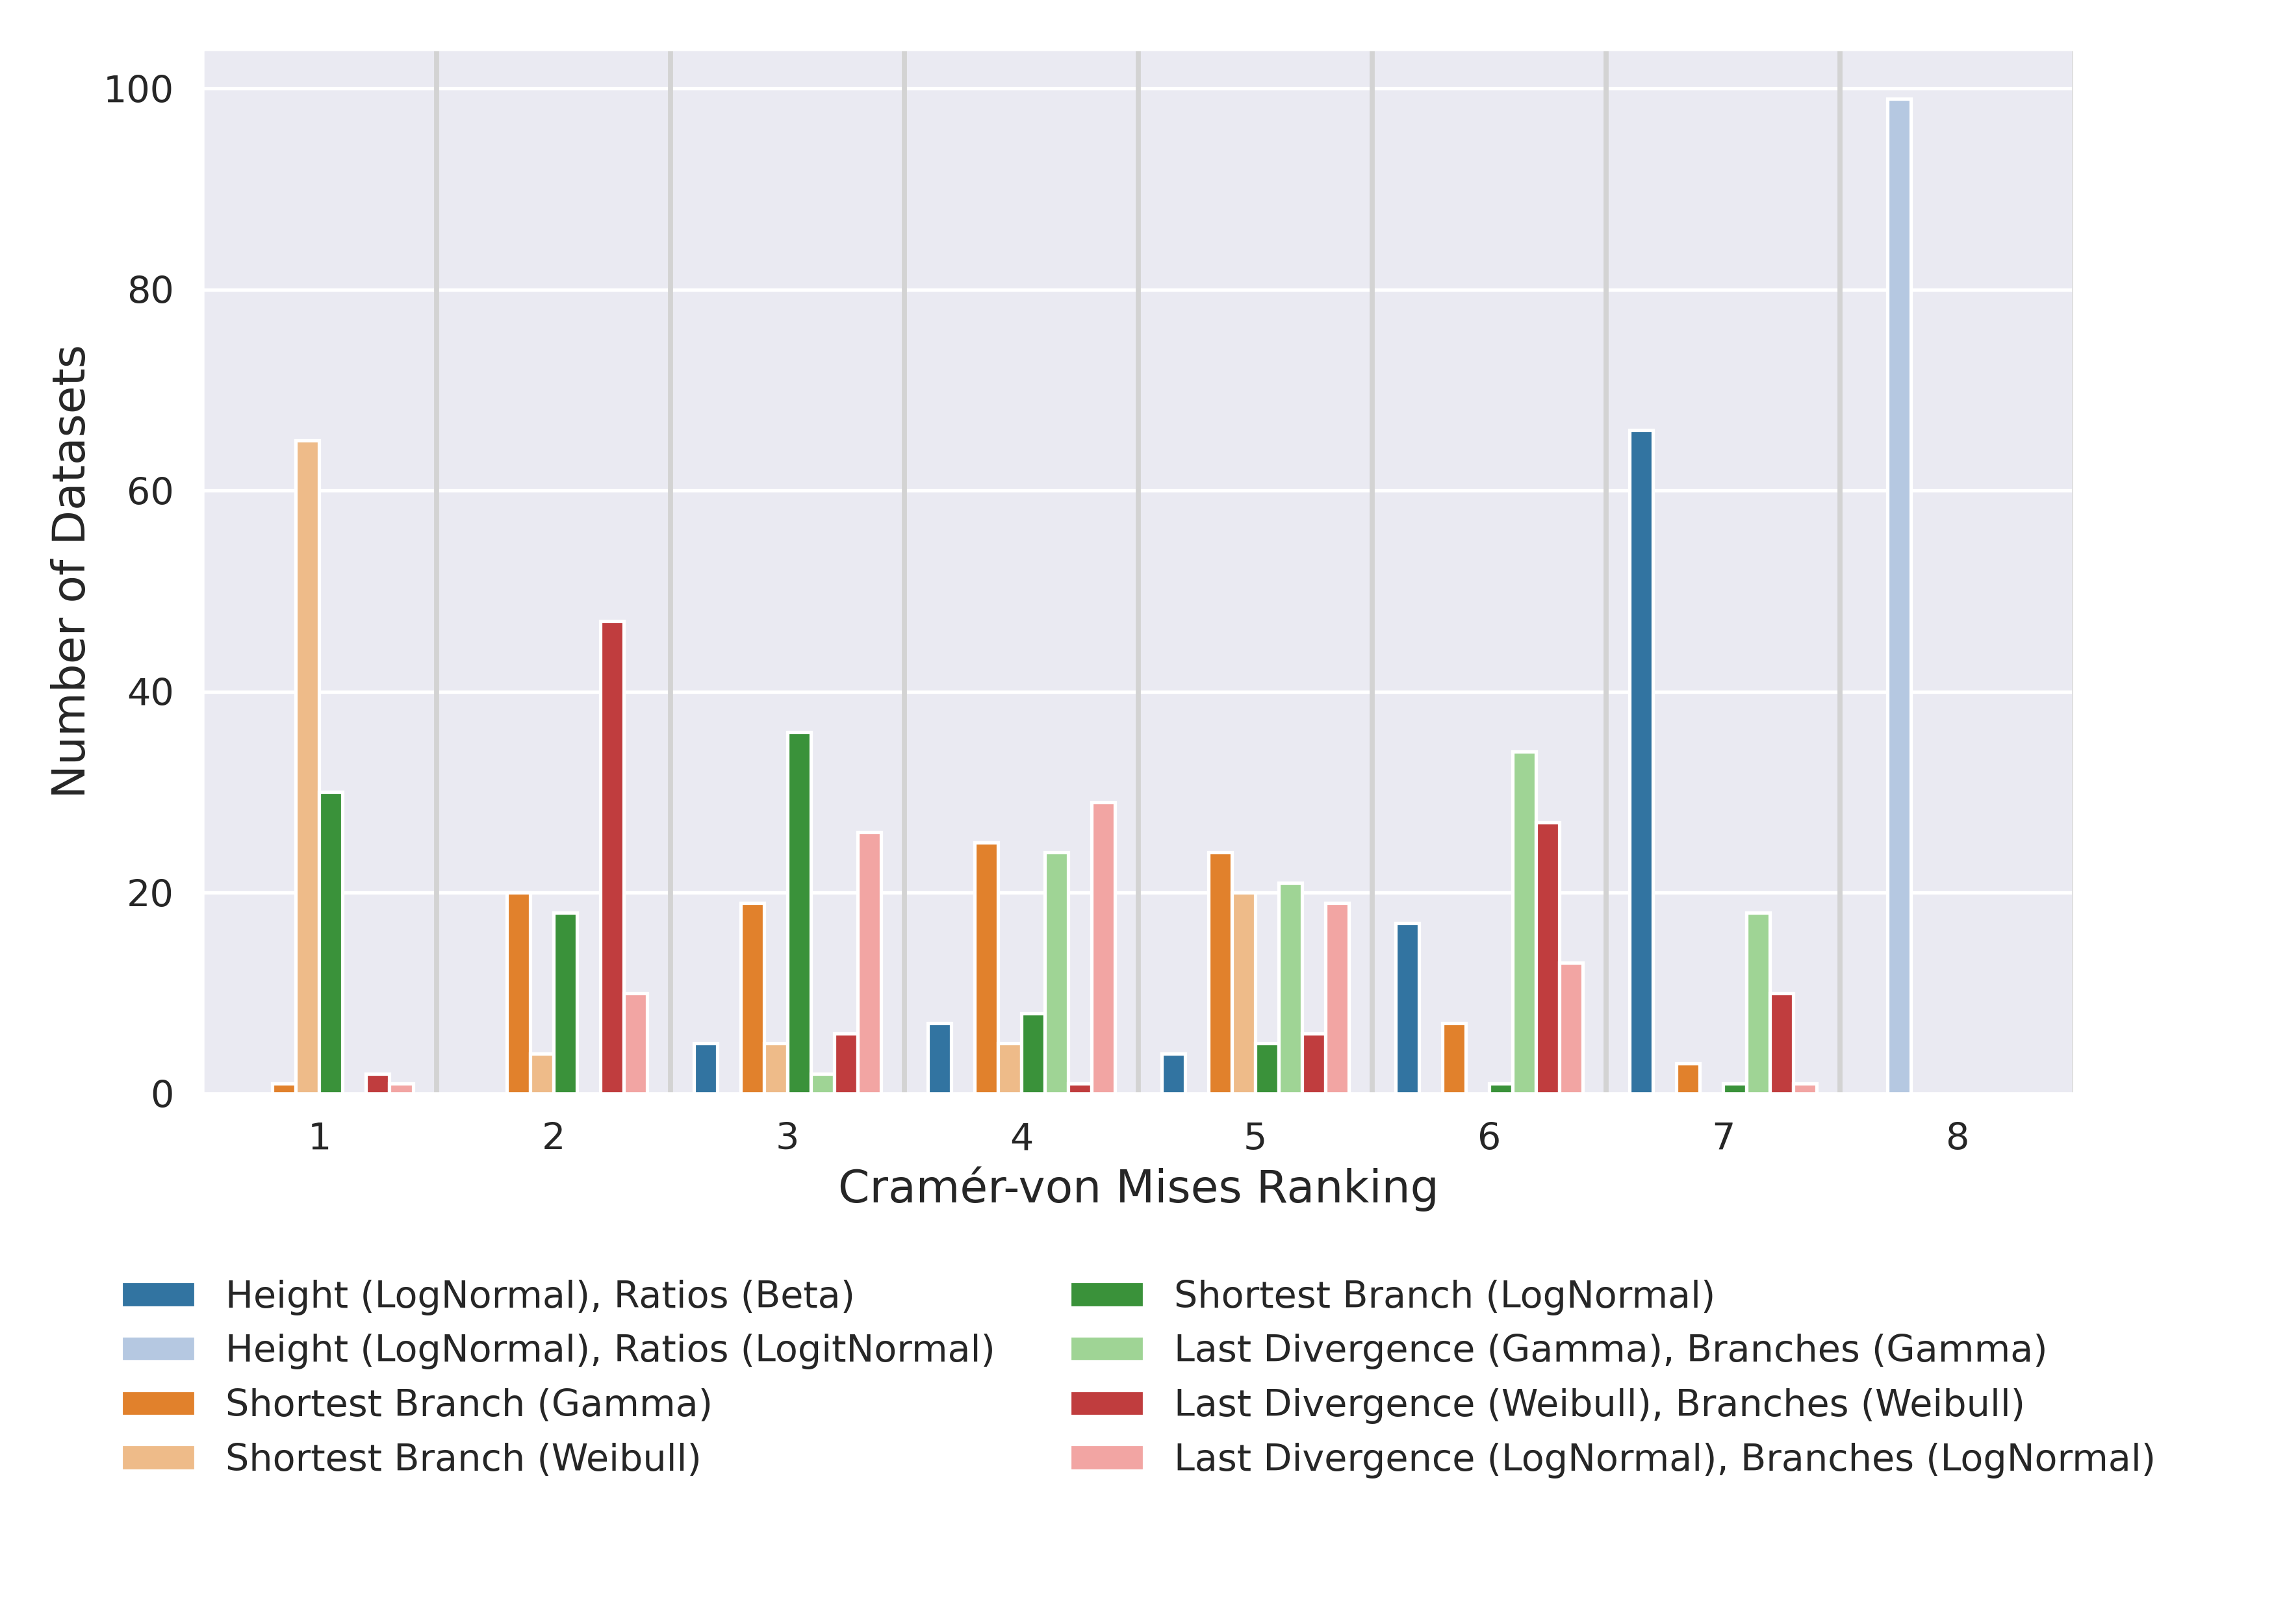 100
80
60
40
20
0
Number of Datasets
1 2 3 4 5 6 7 8
Cramér-von Mises Ranking
Height (LogNormal), Ratios (Beta)
Height (LogNormal), Ratios (LogitNormal)
Shortest Branch (Gamma)
Shortest Branch (Weibull)
Shortest Branch (LogNormal)
Last Divergence (Gamma), Branches (Gamma)
Last Divergence (Weibull), Branches (Weibull)
Last Divergence (LogNormal), Branches (LogNormal)